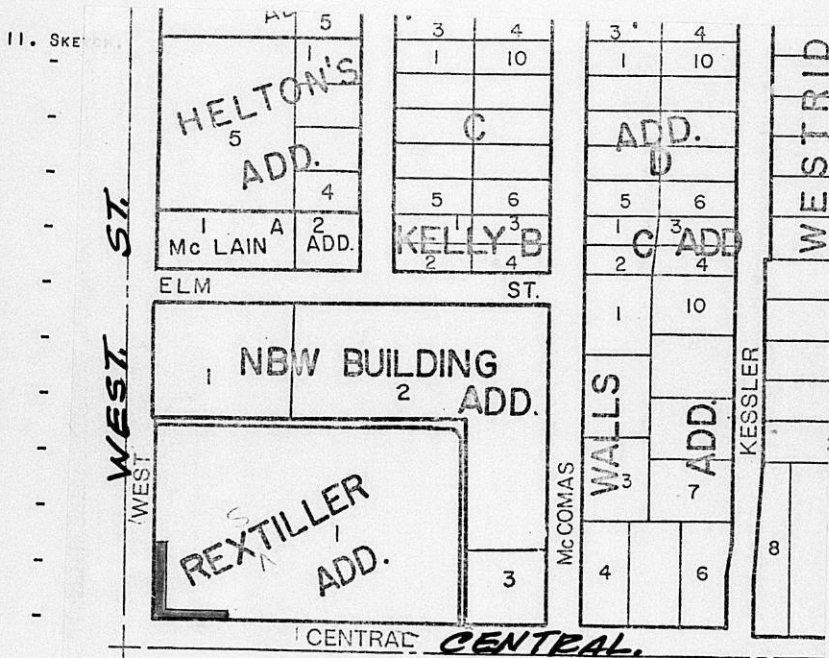 11. SKETCH.
5
3 4
3 4
1
1 10
1 10
HELTON'S
5
ADD.
C
ADD.
D
WESTRID
4
5 6
5 6
1 A 2
1 3
1 3
Mc LAIN ADD.
KELLY B
C ADD
2 4
2 4
ELM ST.
WEST. ST.
1
10
1
NBW BUILDING
2
ADD.
KESSLER
WALLS
ADD.
3
7
WEST
McCOMAS
REXTILLER
S
1
ADD.
3
4
6
8
CENTRAL
CENTRAL.